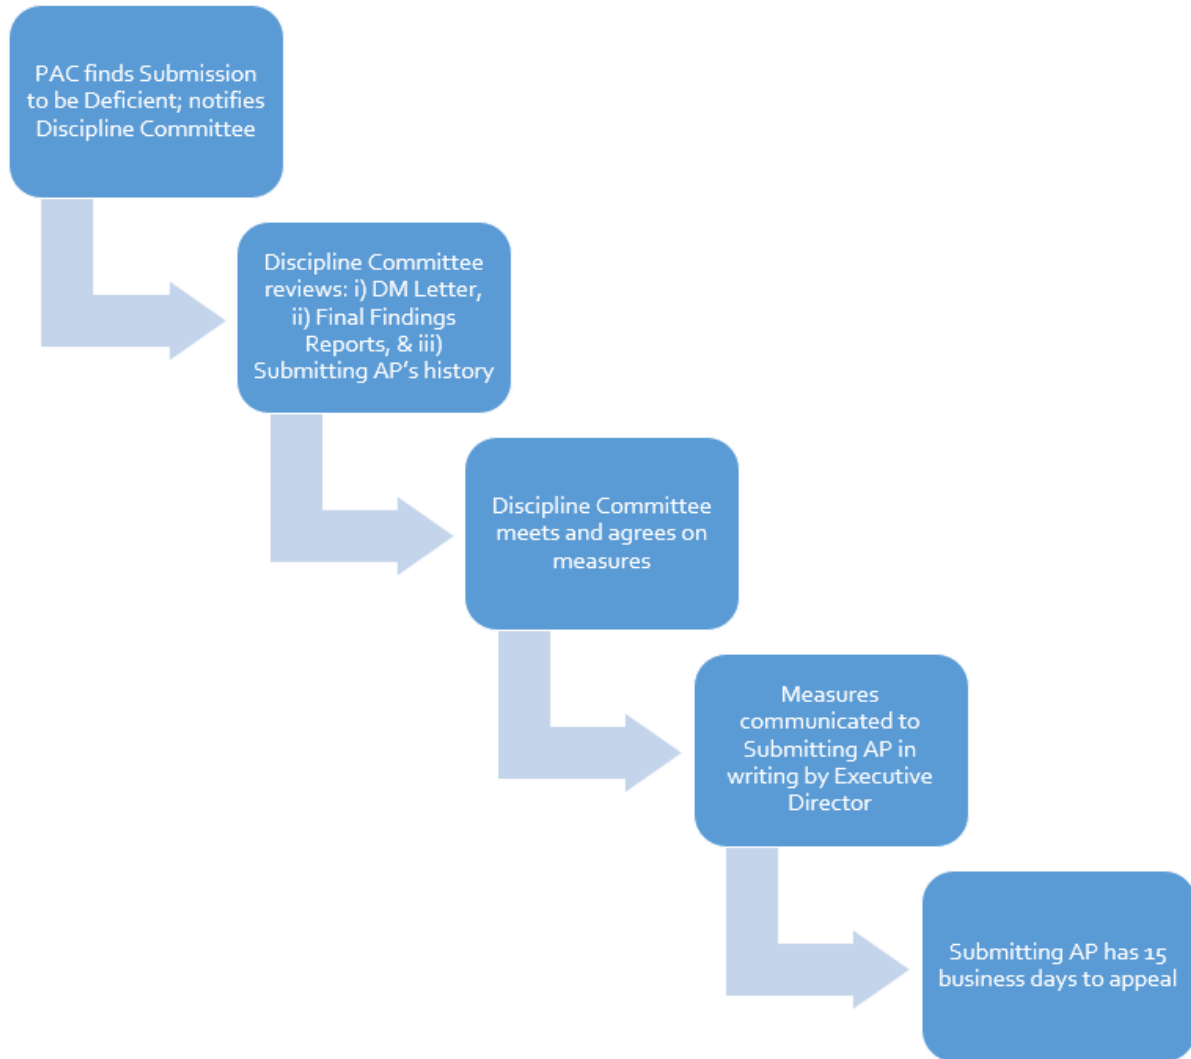 PAC finds Submission
to be Deficient; notifies
Discipline Committee
Discipline Committee
reviews: i) DM Letter,
ii) Final Findings
Reports, & iii)
Submitting AP’s history
Discipline Committee
meets and agrees on
measures
Measures
communicated to
Submitting AP in
writing by Executive
Director
Submitting AP has 15
business days to appeal